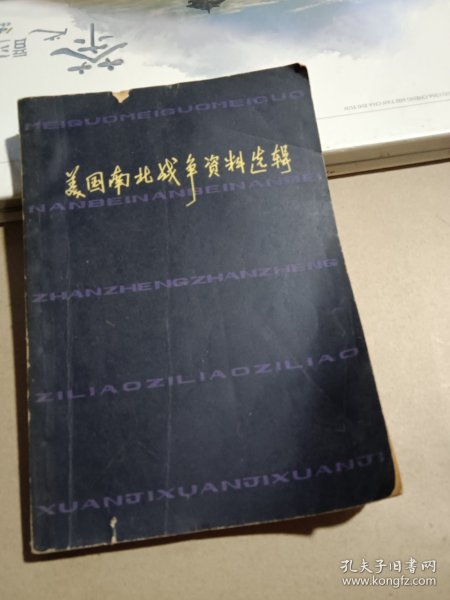 MEIGUOMEIGUOMEIGUO
美国南北战争资料选辑
NANBEINANBEINANBEI
ZHANZHENGZHANZHENG
ZILIAOZILIAOZILIAO
XUANJIXUANJIXUANJI
孔夫子旧书网
www.kongfz.com